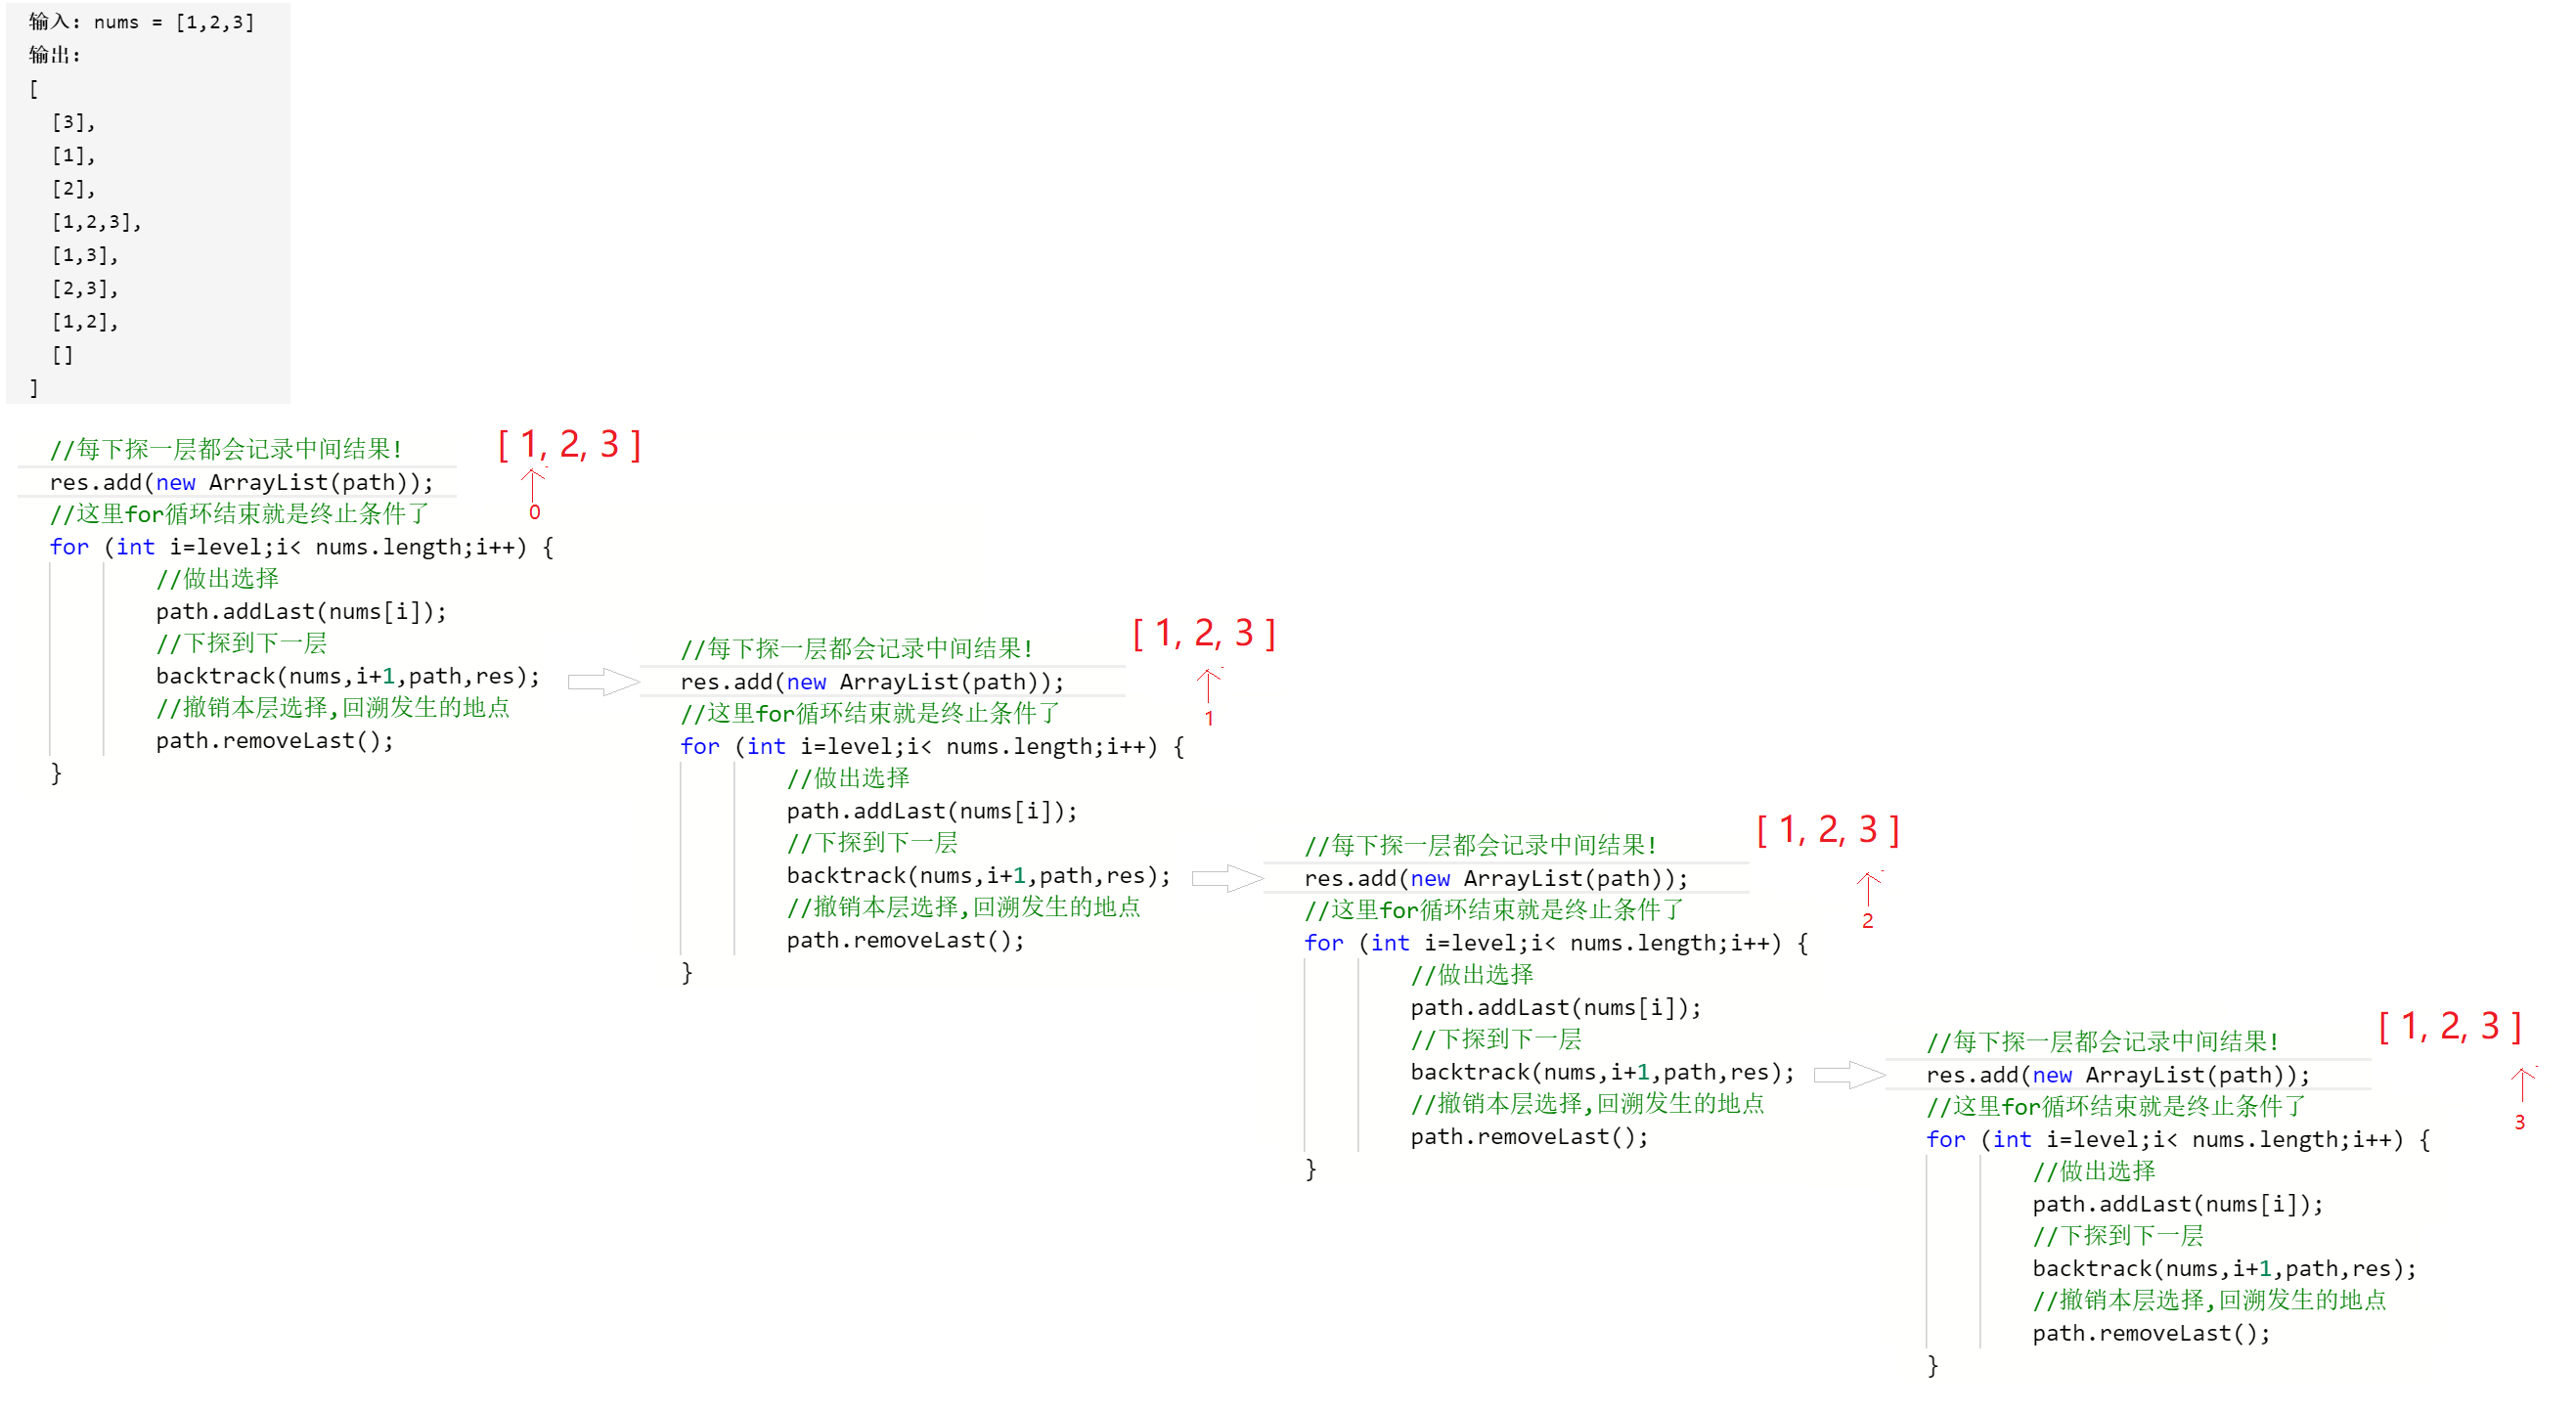 输入: nums = [1,2,3]
输出:
[
  [3],
  [1],
  [2],
  [1,2,3],
  [1,3],
  [2,3],
  [1,2],
  []
]
[ 1, 2, 3 ]
0
//每下探一层都会记录中间结果!
res.add(new ArrayList(path));
//这里for循环结束就是终止条件了
for (int i=level;i< nums.length;i++) {
        //做出选择
        path.addLast(nums[i]);
        //下探到下一层
        backtrack(nums,i+1,path,res);
        //撤销本层选择,回溯发生的地点
        path.removeLast();
}
[ 1, 2, 3 ]
1
//每下探一层都会记录中间结果!
res.add(new ArrayList(path));
//这里for循环结束就是终止条件了
for (int i=level;i< nums.length;i++) {
        //做出选择
        path.addLast(nums[i]);
        //下探到下一层
        backtrack(nums,i+1,path,res);
        //撤销本层选择,回溯发生的地点
        path.removeLast();
}
[ 1, 2, 3 ]
2
//每下探一层都会记录中间结果!
res.add(new ArrayList(path));
//这里for循环结束就是终止条件了
for (int i=level;i< nums.length;i++) {
        //做出选择
        path.addLast(nums[i]);
        //下探到下一层
        backtrack(nums,i+1,path,res);
        //撤销本层选择,回溯发生的地点
        path.removeLast();
}
[ 1, 2, 3 ]
3
//每下探一层都会记录中间结果!
res.add(new ArrayList(path));
//这里for循环结束就是终止条件了
for (int i=level;i< nums.length;i++) {
        //做出选择
        path.addLast(nums[i]);
        //下探到下一层
        backtrack(nums,i+1,path,res);
        //撤销本层选择,回溯发生的地点
        path.removeLast();
}